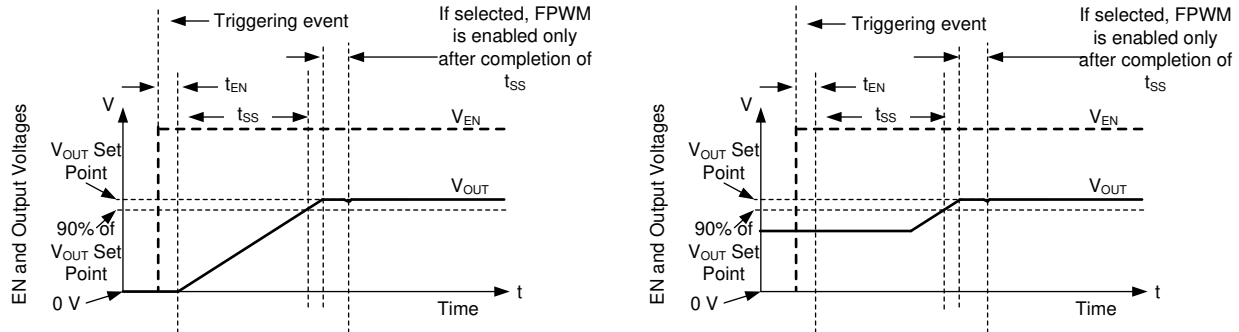 Triggering event
If selected, FPWM
is enabled only
after completion of
tSS
tEN
tSS
V
VEN
VOUT Set
Point
VOUT
90% of
VOUT Set
Point
0 V
Time
t
EN and Output Voltages
Triggering event
If selected, FPWM
is enabled only
after completion of
tSS
tEN
tSS
V
VEN
VOUT Set
Point
VOUT
90% of
VOUT Set
Point
0 V
Time
t
EN and Output Voltages